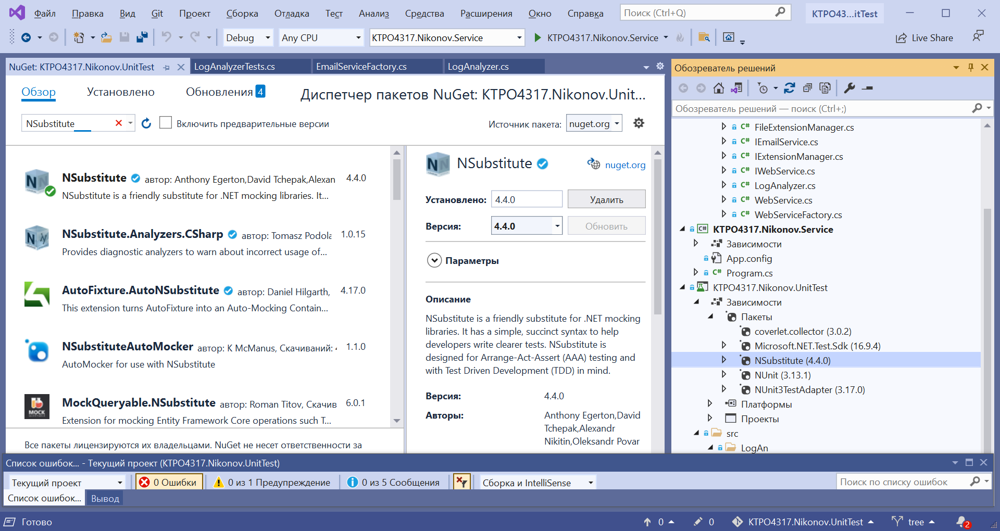 Файл Правка Вид Git Проект Сборка Отладка Тест Анализ Средства Расширения Окно Справка Поиск (Ctrl+Q) KTPO43...itTest
Debug Any CPU KTPO4317.Nikonov.Service KTPO4317.Nikonov.Service Live Share
NuGet: KTPO4317.Nikonov.UnitTest LogAnalyzerTests.cs EmailServiceFactory.cs LogAnalyzer.cs
Обзор Установлено Обновления 4 Диспетчер пакетов NuGet: KTPO4317.Nikonov.Unit...
NSubstitute Включить предварительные версии Источник пакета: nuget.org
NSubstitute автор: Anthony Egerton,David Tchepak,Alexan 4.4.0
NSubstitute is a friendly substitute for .NET mocking libraries. It...
NSubstitute.Analyzers.CSharp автор: Tomasz Podola 1.0.15
Provides diagnostic analyzers to warn about incorrect usage of...
AutoFixture.AutoNSubstitute автор: Daniel Hilgarth, 4.17.0
This extension turns AutoFixture into an Auto-Mocking Contain...
NSubstituteAutoMocker автор: K McManus, Скачиваний: 1.1.0
AutoMocker for use with NSubstitute
MOCK
MockQueryable.NSubstitute автор: Roman Titov, Скачив 6.0.1
Extension for mocking Entity Framework Core operations such T...
Все пакеты лицензируются их владельцами. NuGet не несет ответственности за
NSubstitute nuget.org
Установлено: 4.4.0 Удалить
Версия: 4.4.0 Обновить
Параметры
Описание
NSubstitute is a friendly substitute for .NET mocking
libraries. It has a simple, succinct syntax to help
developers write clearer tests. NSubstitute is
designed for Arrange-Act-Assert (AAA) testing and
with Test Driven Development (TDD) in mind.
Версия: 4.4.0
Авторы: Anthony Egerton,David
Tchepak,Alexandr
Nikitin,Oleksandr Povar
Обозреватель решений
Обозреватель решений — поиск (Ctrl+;)
C# FileExtensionManager.cs
C# IEmailService.cs
C# IExtensionManager.cs
C# IWebService.cs
C# LogAnalyzer.cs
C# WebService.cs
C# WebServiceFactory.cs
C# KTPO4317.Nikonov.Service
Зависимости
App.config
C# Program.cs
KTPO4317.Nikonov.UnitTest
Зависимости
Пакеты
coverlet.collector (3.0.2)
Microsoft.NET.Test.Sdk (16.9.4)
NSubstitute (4.4.0)
NUnit (3.13.1)
NUnit3TestAdapter (3.17.0)
Платформы
Проекты
src
LogAn
Список ошибок... - Текущий проект (KTPO4317.Nikonov.UnitTest)
Текущий проект 0 Ошибки 0 из 1 Предупреждение 0 из 5 Сообщения Сборка и IntelliSense Поиск по списку ошибок
Список ошибок... Вывод
Готово 0 0 KTPO4317.Nikonov.UnitTest tree 2